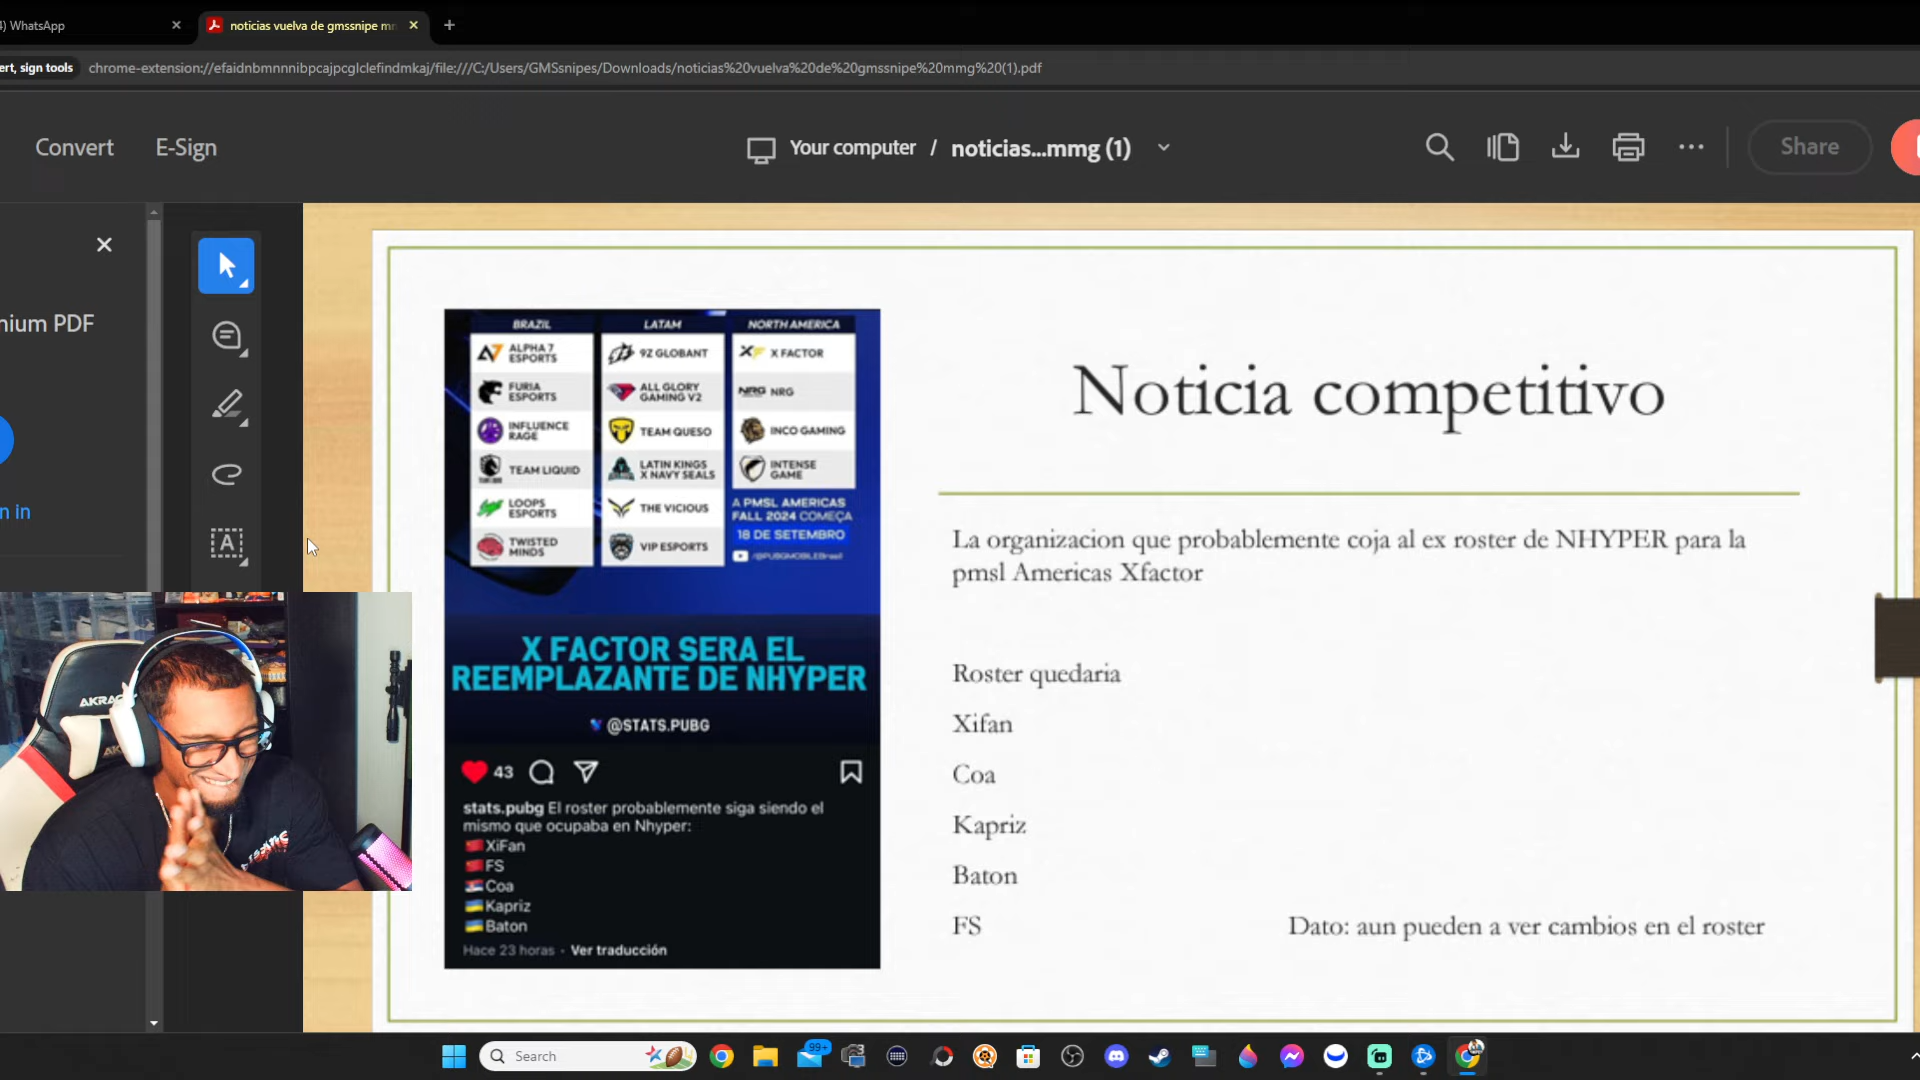 WhatsApp
noticias vuelva de gmssnipe
ert, sign tools
chrome-extension://efaidnbmnnnibpcajpcglclefindmkaj/file:///C:/Users/GMSsnipes/Downloads/noticias%20vuelva%20de%20gmssnipe%20mmg%20(1).pdf
Convert
E-Sign
Your computer / noticias...mmg (1)
Share
nium PDF
n in
BRAZIL
ALPHA 7 ESPORTS
FURIA ESPORTS
INFLUENCE RAGE
TEAM LIQUID
LOOPS ESPORTS
TWISTED MINDS
LATAM
9Z GLOBANT
ALL GLORY GAMING V2
TEAM QUESO
LATIN KINGS X NAVY SEALS
THE VICIOUS
VIP ESPORTS
NORTH AMERICA
X FACTOR
NRG NRG
INCO GAMING
INTENSE GAME
A PMSL AMERICAS
FALL 2024 COMEÇA
18 DE SETEMBRO
/@PUBGMOBILEBrasil
X FACTOR SERA EL
REEMPLAZANTE DE NHYPER
@STATS.PUBG
43
stats.pubg El roster probablemente siga siendo el
mismo que ocupaba en Nhyper:
XiFan
FS
Coa
Kapriz
Baton
Hace 23 horas · Ver traducción
Noticia competitivo
La organizacion que probablemente coja al ex roster de NHYPER para la
pmsl Americas Xfactor
Roster quedaria
Xifan
Coa
Kapriz
Baton
FS
Dato: aun pueden a ver cambios en el roster
AKRAC
Search
99+